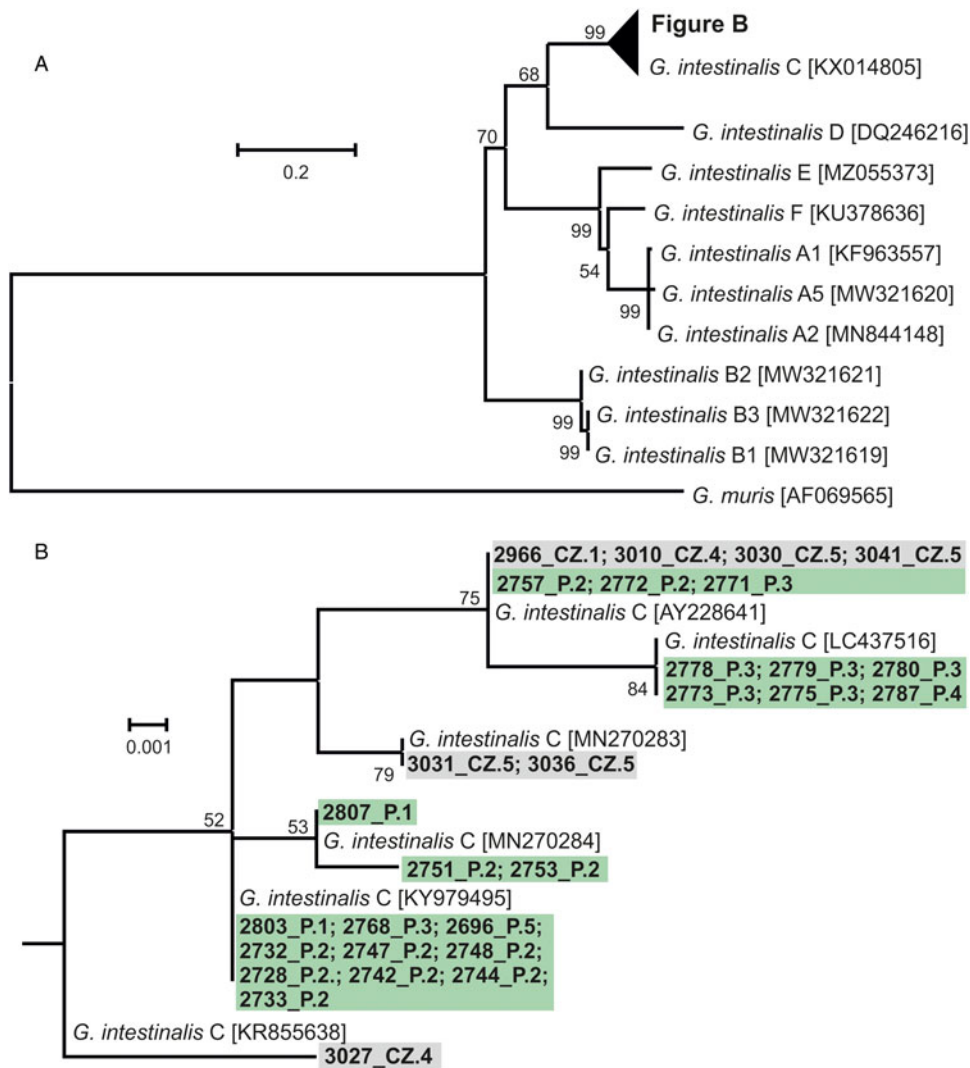 A
99
Figure B
G. intestinalis C [KX014805]
68
G. intestinalis D [DQ246216]
70
0.2
G. intestinalis E [MZ055373]
G. intestinalis F [KU378636]
99
G. intestinalis A1 [KF963557]
54
G. intestinalis A5 [MW321620]
99
G. intestinalis A2 [MN844148]
G. intestinalis B2 [MW321621]
G. intestinalis B3 [MW321622]
99
G. intestinalis B1 [MW321619]
99
G. muris [AF069565]
B
2966_CZ.1; 3010_CZ.4; 3030_CZ.5; 3041_CZ.5
2757_P.2; 2772_P.2; 2771_P.3
75
G. intestinalis C [AY228641]
G. intestinalis C [LC437516]
2778_P.3; 2779_P.3; 2780_P.3
84
2773_P.3; 2775_P.3; 2787_P.4
0.001
G. intestinalis C [MN270283]
79
3031_CZ.5; 3036_CZ.5
2807_P.1
52
53
G. intestinalis C [MN270284]
2751_P.2; 2753_P.2
G. intestinalis C [KY979495]
2803_P.1; 2768_P.3; 2696_P.5;
2732_P.2; 2747_P.2; 2748_P.2;
2728_P.2.; 2742_P.2; 2744_P.2;
2733_P.2
G. intestinalis C [KR855638]
3027_CZ.4